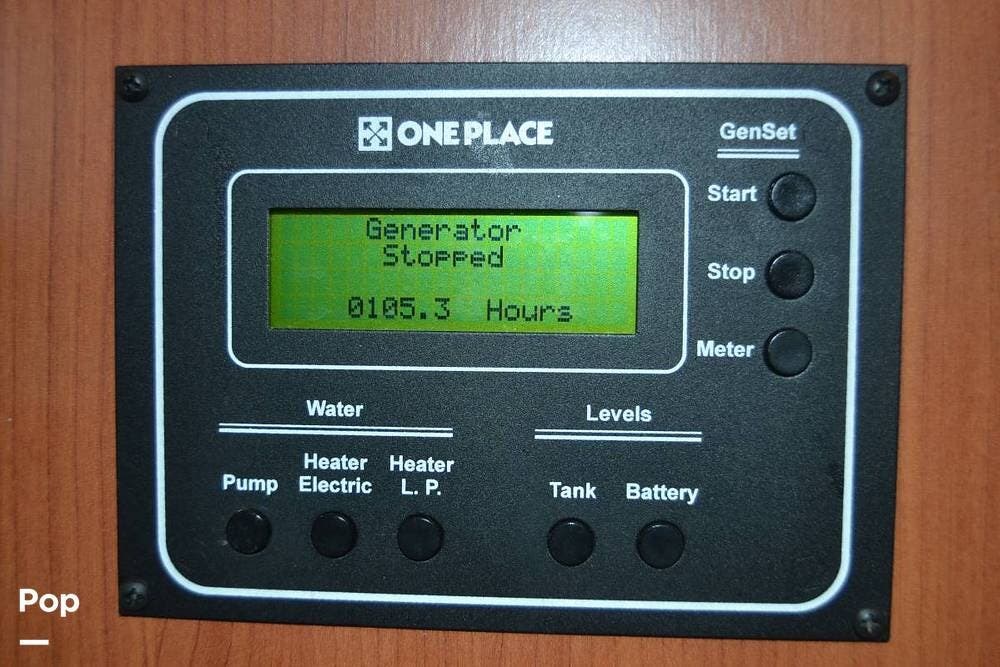 ONE PLACE
GenSet
Start
Generator
Stopped
Stop
0105.3 Hours
Meter
Water
Levels
Heater Heater
Pump Electric L. P.
Tank Battery
Pop